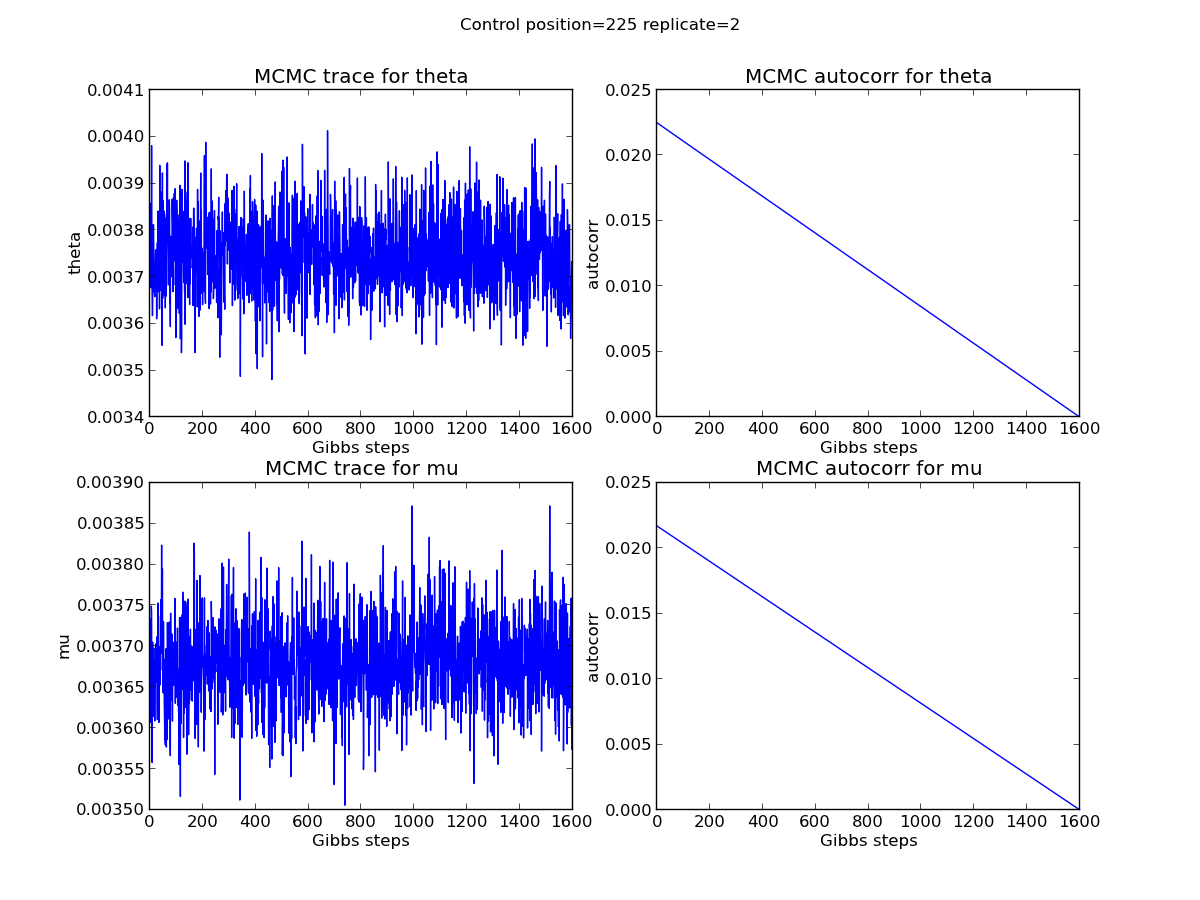 Control position=225 replicate=2
MCMC trace for theta
0.0041
0.0040
0.0039
0.0038
0.0037
0.0036
0.0035
0.0034
theta
0 200 400 600 800 1000 1200 1400 1600
Gibbs steps
MCMC autocorr for theta
0.025
0.020
0.015
0.010
0.005
0.000
autocorr
0 200 400 600 800 1000 1200 1400 1600
Gibbs steps
MCMC trace for mu
0.00390
0.00385
0.00380
0.00375
0.00370
0.00365
0.00360
0.00355
0.00350
mu
0 200 400 600 800 1000 1200 1400 1600
Gibbs steps
MCMC autocorr for mu
0.025
0.020
0.015
0.010
0.005
0.000
autocorr
0 200 400 600 800 1000 1200 1400 1600
Gibbs steps